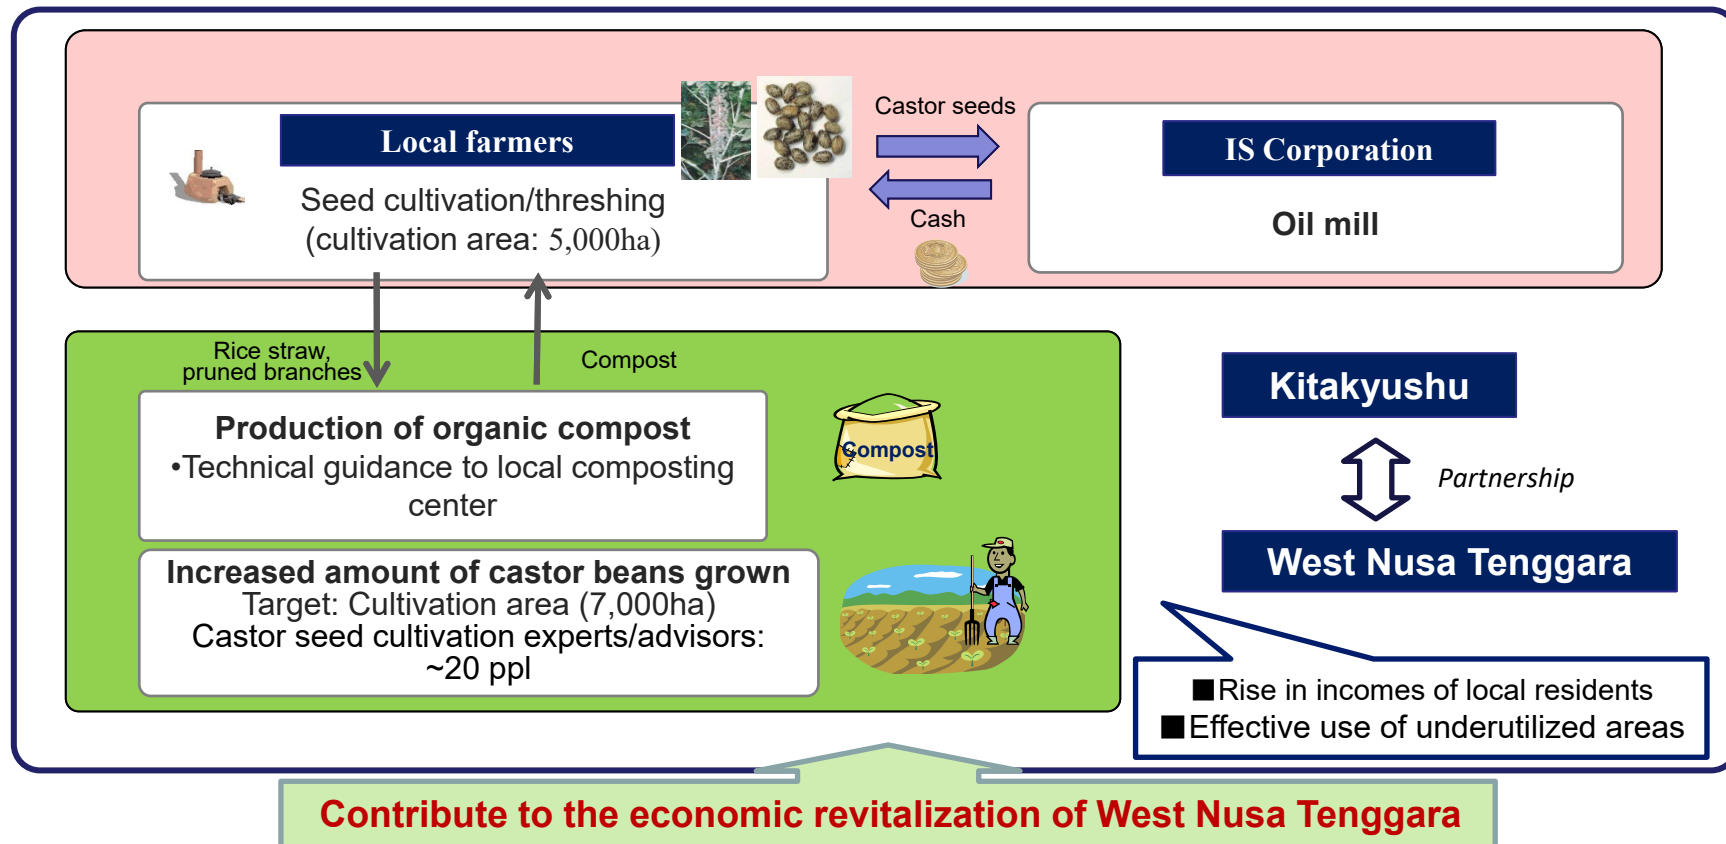 Local farmers
Seed cultivation/threshing
(cultivation area: 5,000ha)
Castor seeds
Cash
IS Corporation
Oil mill
Rice straw,
pruned branches
Compost
Production of organic compost
•Technical guidance to local composting
center
Compost
Increased amount of castor beans grown
Target: Cultivation area (7,000ha)
Castor seed cultivation experts/advisors:
~20 ppl
Kitakyushu
Partnership
West Nusa Tenggara
■Rise in incomes of local residents
■Effective use of underutilized areas
Contribute to the economic revitalization of West Nusa Tenggara